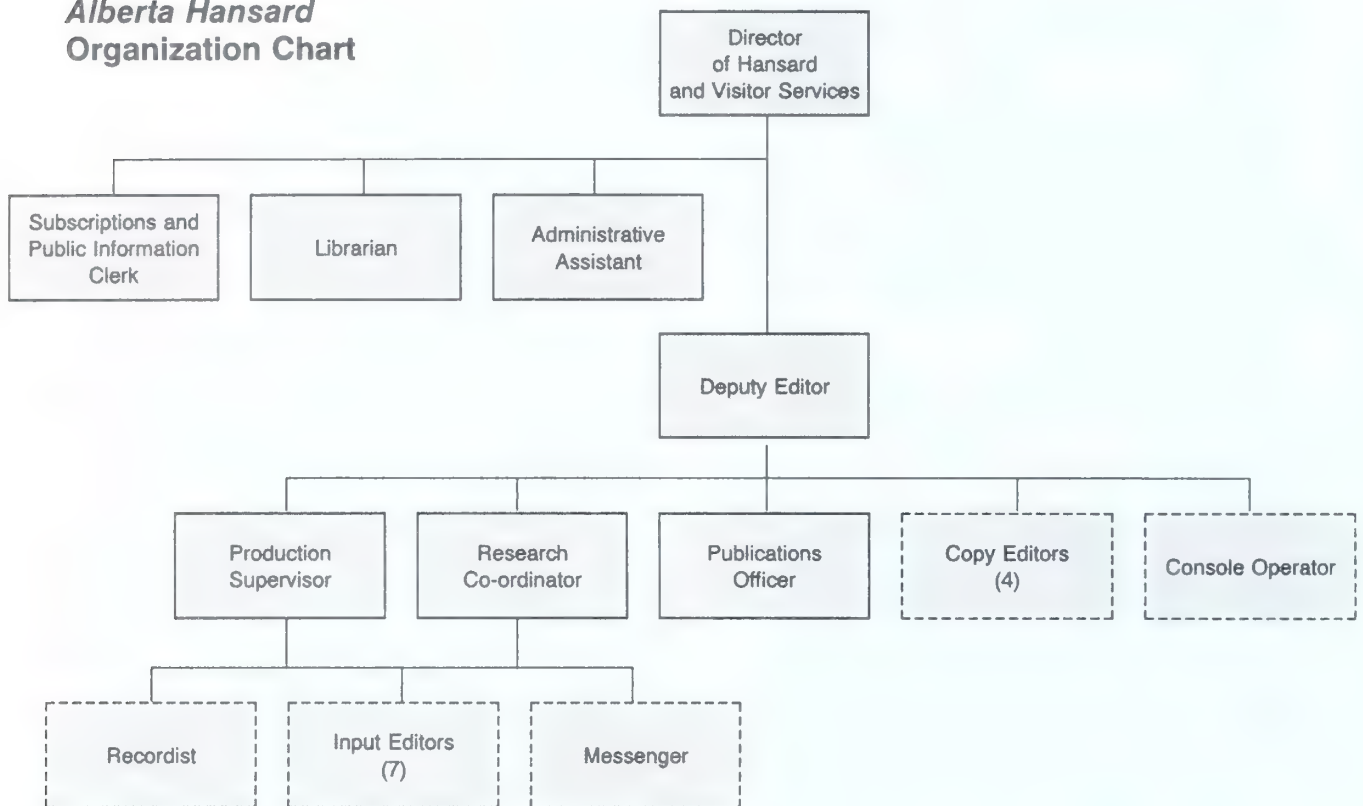 Alberta Hansard
Organization Chart
Director
of Hansard
and Visitor Services
Subscriptions and
Public Information
Clerk
Librarian
Administrative
Assistant
Deputy Editor
Production
Supervisor
Research
Co-ordinator
Publications
Officer
Copy Editors
(4)
Console Operator
Recordist
Input Editors
(7)
Messenger